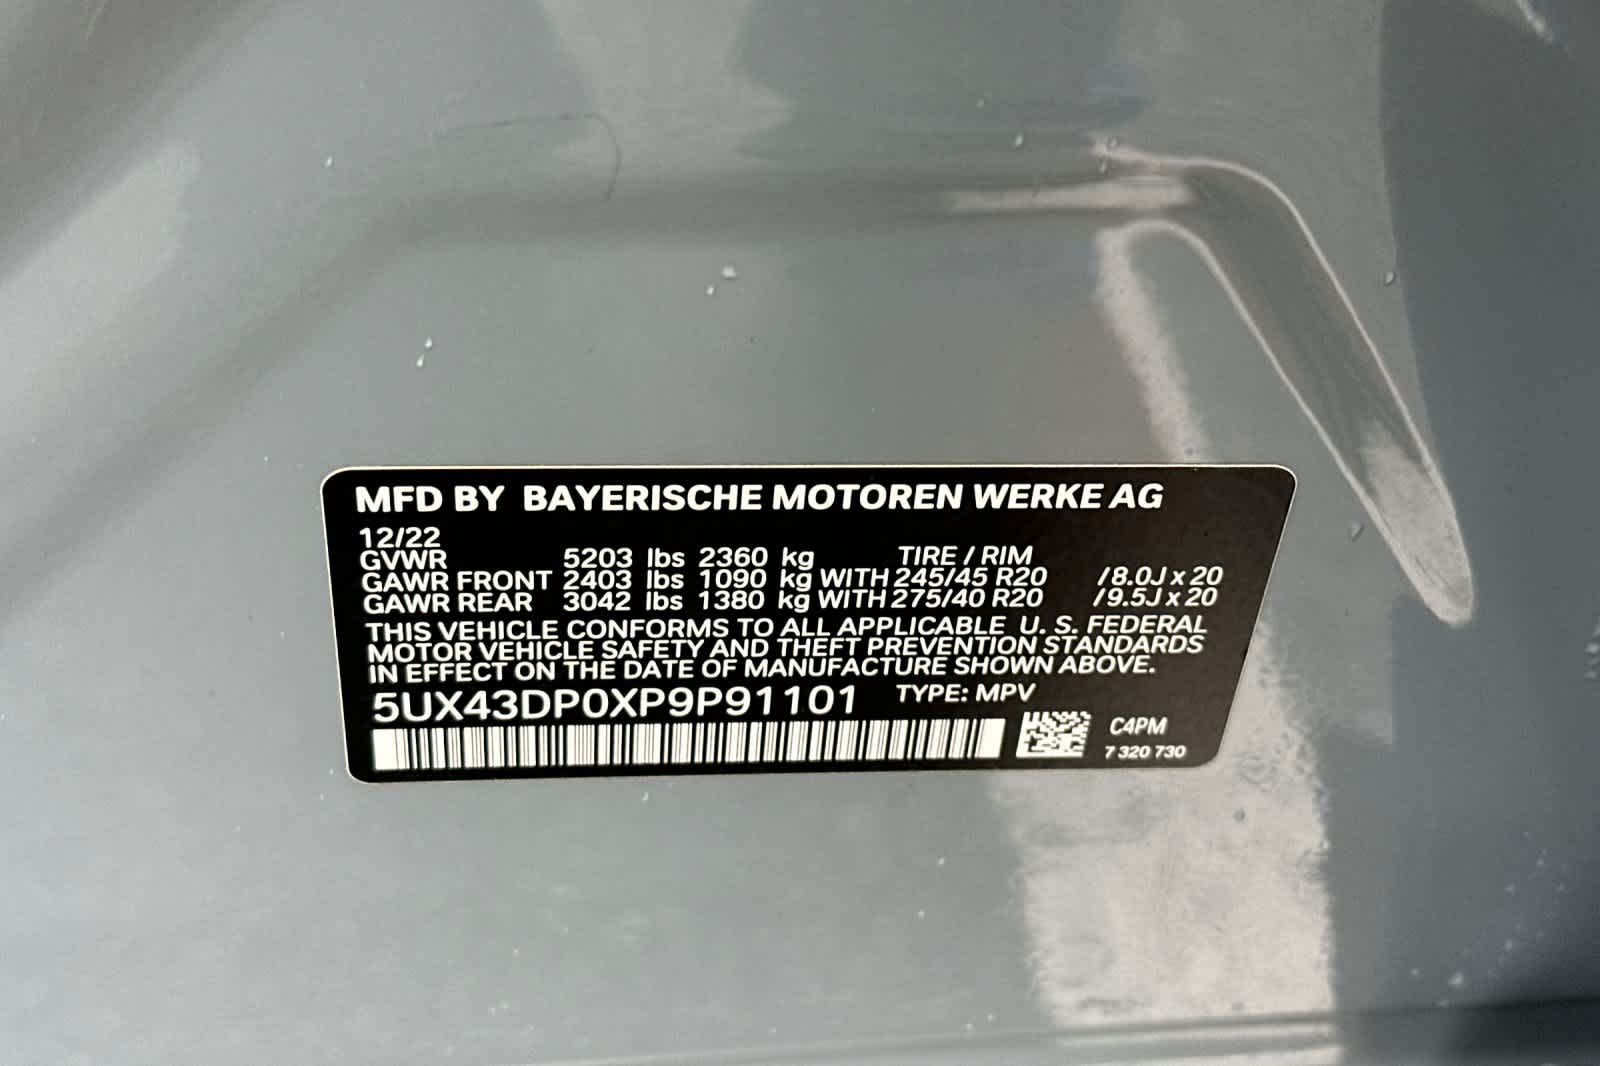 MFD BY BAYERISCHE MOTOREN WERKE AG
12/22
GVWR 5203 lbs 2360 kg TIRE / RIM
GAWR FRONT 2403 lbs 1090 kg WITH 245/45 R20 /8.0J x 20
GAWR REAR 3042 lbs 1380 kg WITH 275/40 R20 /9.5J x 20
THIS VEHICLE CONFORMS TO ALL APPLICABLE U. S. FEDERAL
MOTOR VEHICLE SAFETY AND THEFT PREVENTION STANDARDS
IN EFFECT ON THE DATE OF MANUFACTURE SHOWN ABOVE.
5UX43DP0XP9P91101 TYPE: MPV
C4PM
7 320 730